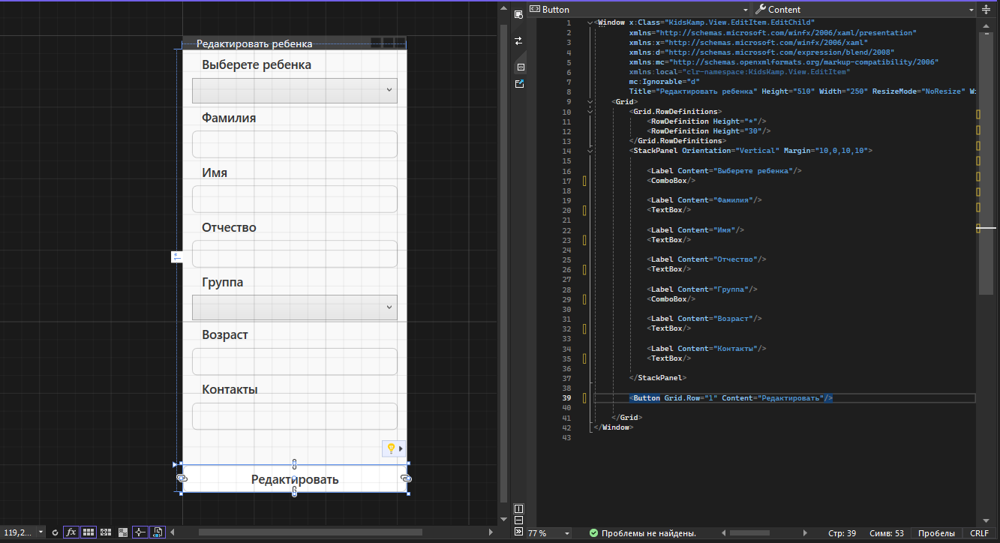 Редактировать ребенка
Выберете ребенка
Фамилия
Имя
Отчество
Группа
Возраст
Контакты
Редактировать
1*
119,2...
fx
Button
Content
1 <Window x:Class="KidsKamp.View.EditItem.EditChild"
2 xmlns="http://schemas.microsoft.com/winfx/2006/xaml/presentation"
3 xmlns:x="http://schemas.microsoft.com/winfx/2006/xaml"
4 xmlns:d="http://schemas.microsoft.com/expression/blend/2008"
5 xmlns:mc="http://schemas.openxmlformats.org/markup-compatibility/2006"
6 xmlns:local="clr-namespace:KidsKamp.View.EditItem"
7 mc:Ignorable="d"
8 Title="Редактировать ребенка" Height="510" Width="250" ResizeMode="NoResize" Wi
9 <Grid>
10 <Grid.RowDefinitions>
11 <RowDefinition Height="*"/>
12 <RowDefinition Height="30"/>
13 </Grid.RowDefinitions>
14 <StackPanel Orientation="Vertical" Margin="10,0,10,10">
15
16 <Label Content="Выберете ребенка"/>
17 <ComboBox/>
18
19 <Label Content="Фамилия"/>
20 <TextBox/>
21
22 <Label Content="Имя"/>
23 <TextBox/>
24
25 <Label Content="Отчество"/>
26 <TextBox/>
27
28 <Label Content="Группа"/>
29 <ComboBox/>
30
31 <Label Content="Возраст"/>
32 <TextBox/>
33
34 <Label Content="Контакты"/>
35 <TextBox/>
36
37 </StackPanel>
38
39 <Button Grid.Row="1" Content="Редактировать"/>
40
41 </Grid>
42 </Window>
43
77 %
Проблемы не найдены.
Стр: 39
Симв: 53
Пробелы
CRLF